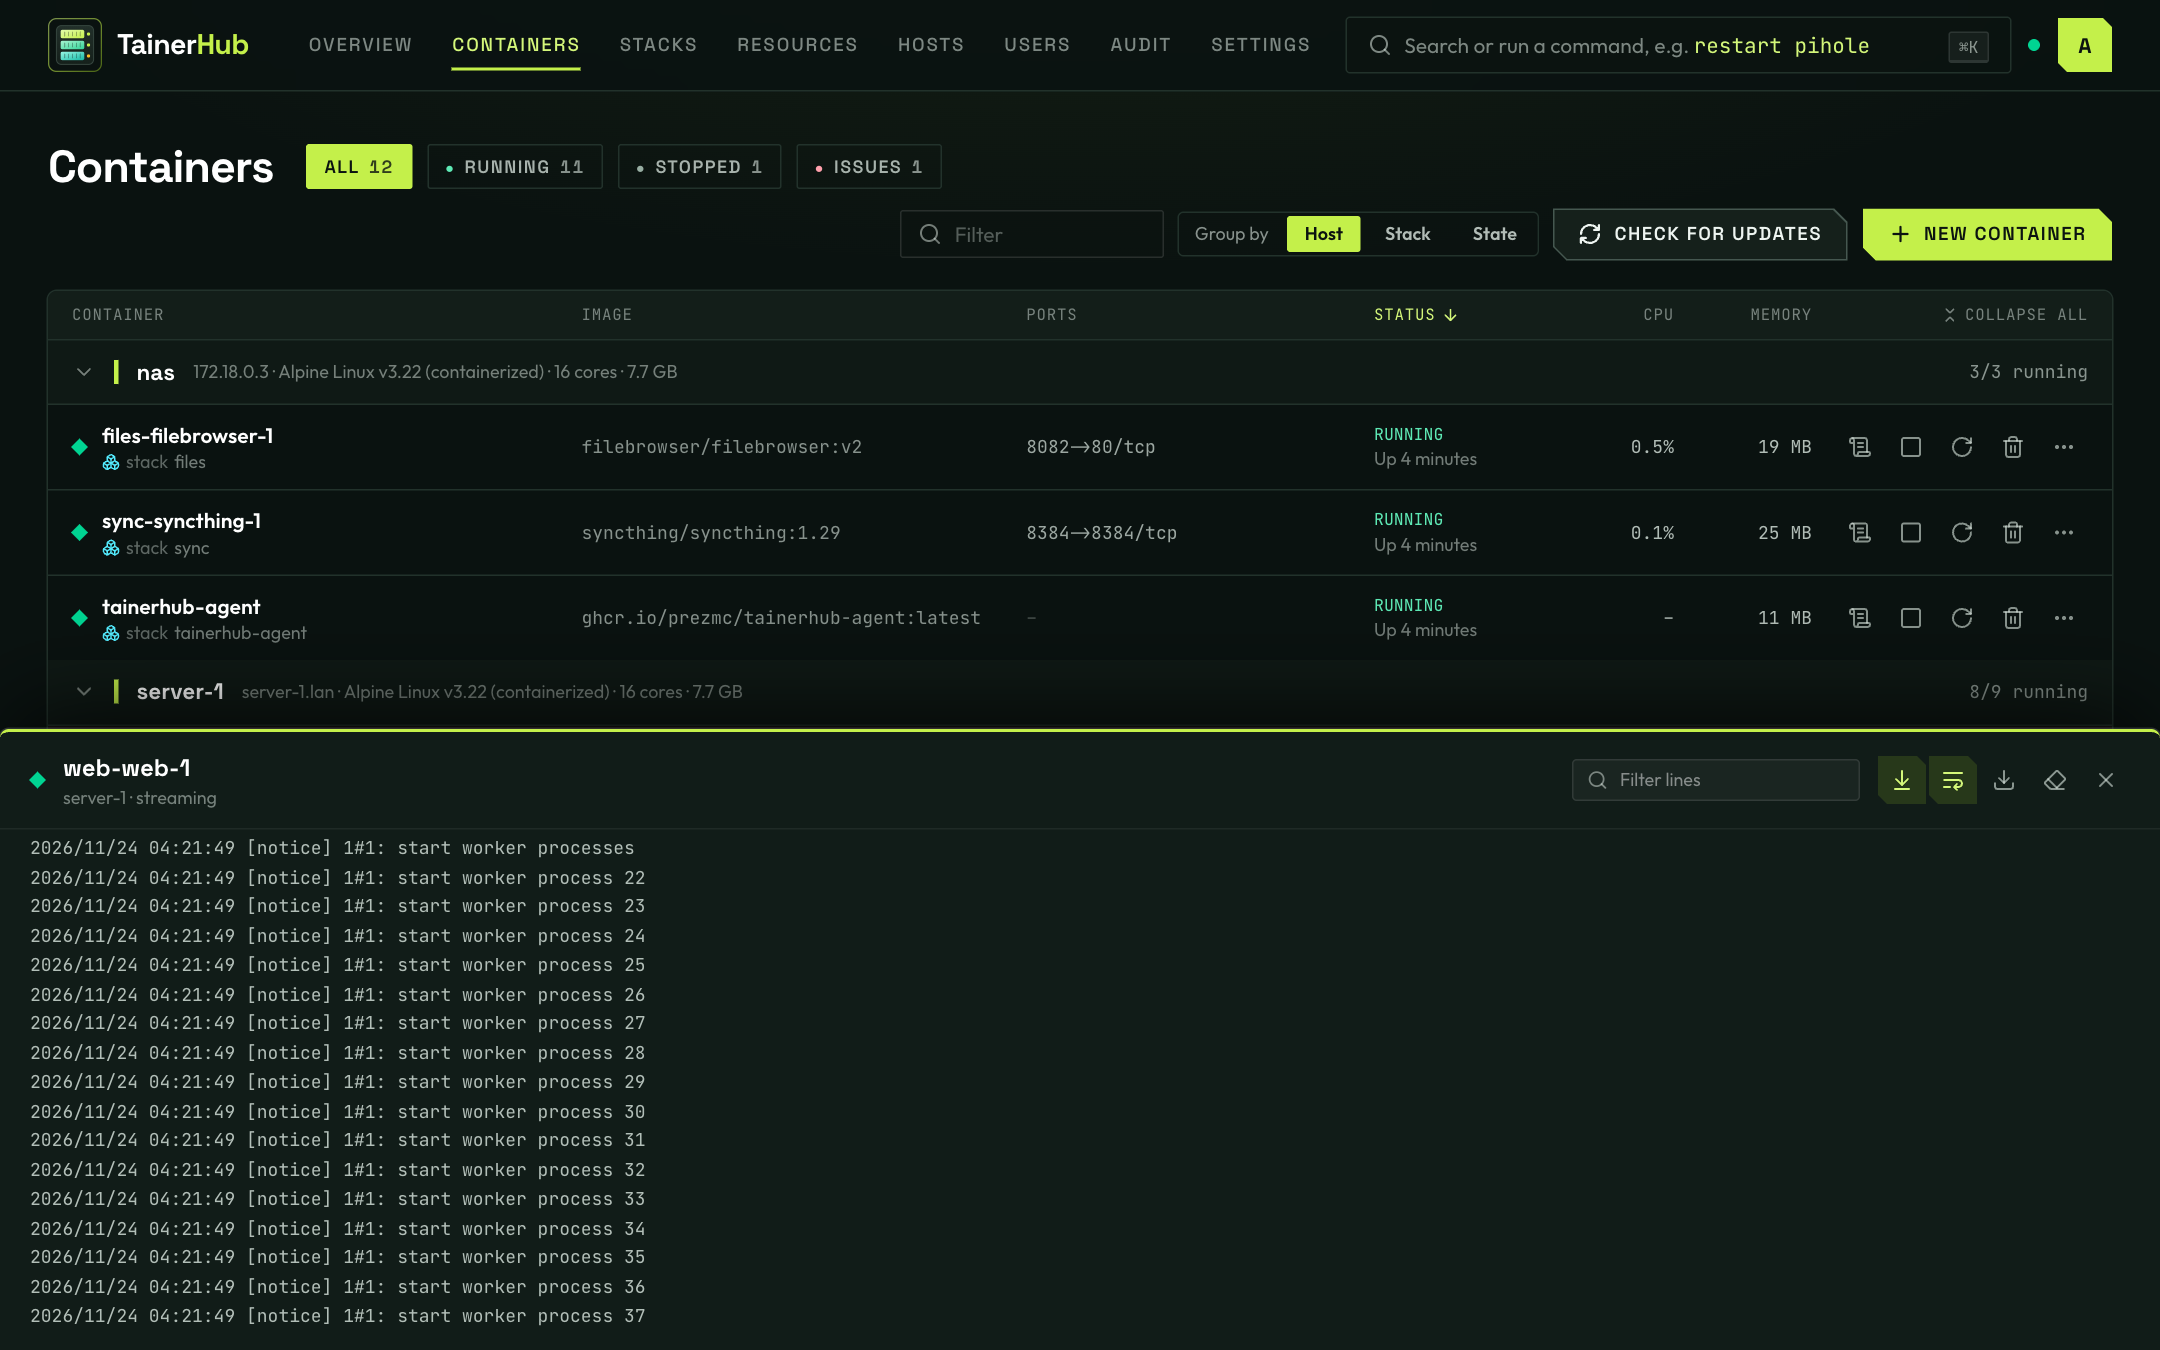 TainerHub OVERVIEW CONTAINERS STACKS RESOURCES HOSTS USERS AUDIT SETTINGS Search or run a command, e.g. restart pihole ⌘K A
Containers ALL 12 RUNNING 11 STOPPED 1 ISSUES 1
Filter Group by Host Stack State CHECK FOR UPDATES + NEW CONTAINER
CONTAINER IMAGE PORTS STATUS ↓ CPU MEMORY COLLAPSE ALL
nas 172.18.0.3 · Alpine Linux v3.22 (containerized) · 16 cores · 7.7 GB 3/3 running
files-filebrowser-1 filebrowser/filebrowser:v2 8082→80/tcp RUNNING 0.5% 19 MB
stack files Up 4 minutes
sync-syncthing-1 syncthing/syncthing:1.29 8384→8384/tcp RUNNING 0.1% 25 MB
stack sync Up 4 minutes
tainerhub-agent ghcr.io/prezmc/tainerhub-agent:latest – RUNNING – 11 MB
stack tainerhub-agent Up 4 minutes
server-1 server-1.lan · Alpine Linux v3.22 (containerized) · 16 cores · 7.7 GB 8/9 running
web-web-1
server-1 · streaming Filter lines
2026/11/24 04:21:49 [notice] 1#1: start worker processes
2026/11/24 04:21:49 [notice] 1#1: start worker process 22
2026/11/24 04:21:49 [notice] 1#1: start worker process 23
2026/11/24 04:21:49 [notice] 1#1: start worker process 24
2026/11/24 04:21:49 [notice] 1#1: start worker process 25
2026/11/24 04:21:49 [notice] 1#1: start worker process 26
2026/11/24 04:21:49 [notice] 1#1: start worker process 27
2026/11/24 04:21:49 [notice] 1#1: start worker process 28
2026/11/24 04:21:49 [notice] 1#1: start worker process 29
2026/11/24 04:21:49 [notice] 1#1: start worker process 30
2026/11/24 04:21:49 [notice] 1#1: start worker process 31
2026/11/24 04:21:49 [notice] 1#1: start worker process 32
2026/11/24 04:21:49 [notice] 1#1: start worker process 33
2026/11/24 04:21:49 [notice] 1#1: start worker process 34
2026/11/24 04:21:49 [notice] 1#1: start worker process 35
2026/11/24 04:21:49 [notice] 1#1: start worker process 36
2026/11/24 04:21:49 [notice] 1#1: start worker process 37